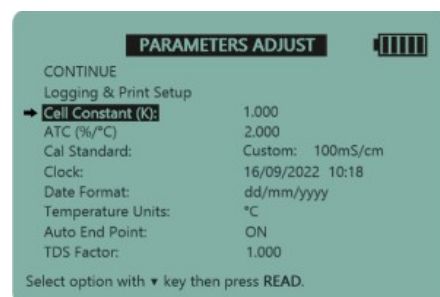 PARAMETERS ADJUST
CONTINUE
Logging & Print Setup
Cell Constant (K): 1.000
ATC (%/°C) 2.000
Cal Standard: Custom: 100mS/cm
Clock: 16/09/2022 10:18
Date Format: dd/mm/yyyy
Temperature Units: °C
Auto End Point: ON
TDS Factor: 1.000
Select option with ▼ key then press READ.